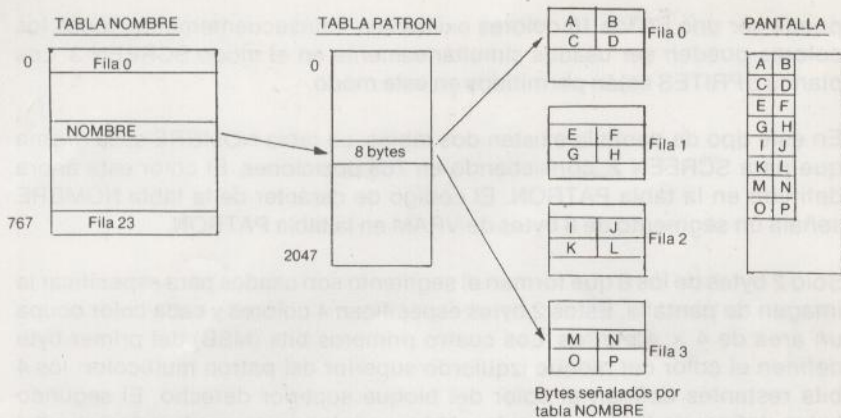 TABLA NOMBRE
TABLA PATRON
PANTALLA
0
Fila 0
NOMBRE
767
Fila 23
0
8 bytes
2047
A B
C D
Fila 0
E F
G H
Fila 1
I J
K L
Fila 2
M N
O P
Fila 3
Bytes señalados por
tabla NOMBRE
A B
C D
E F
G H
I J
K L
M N
O P